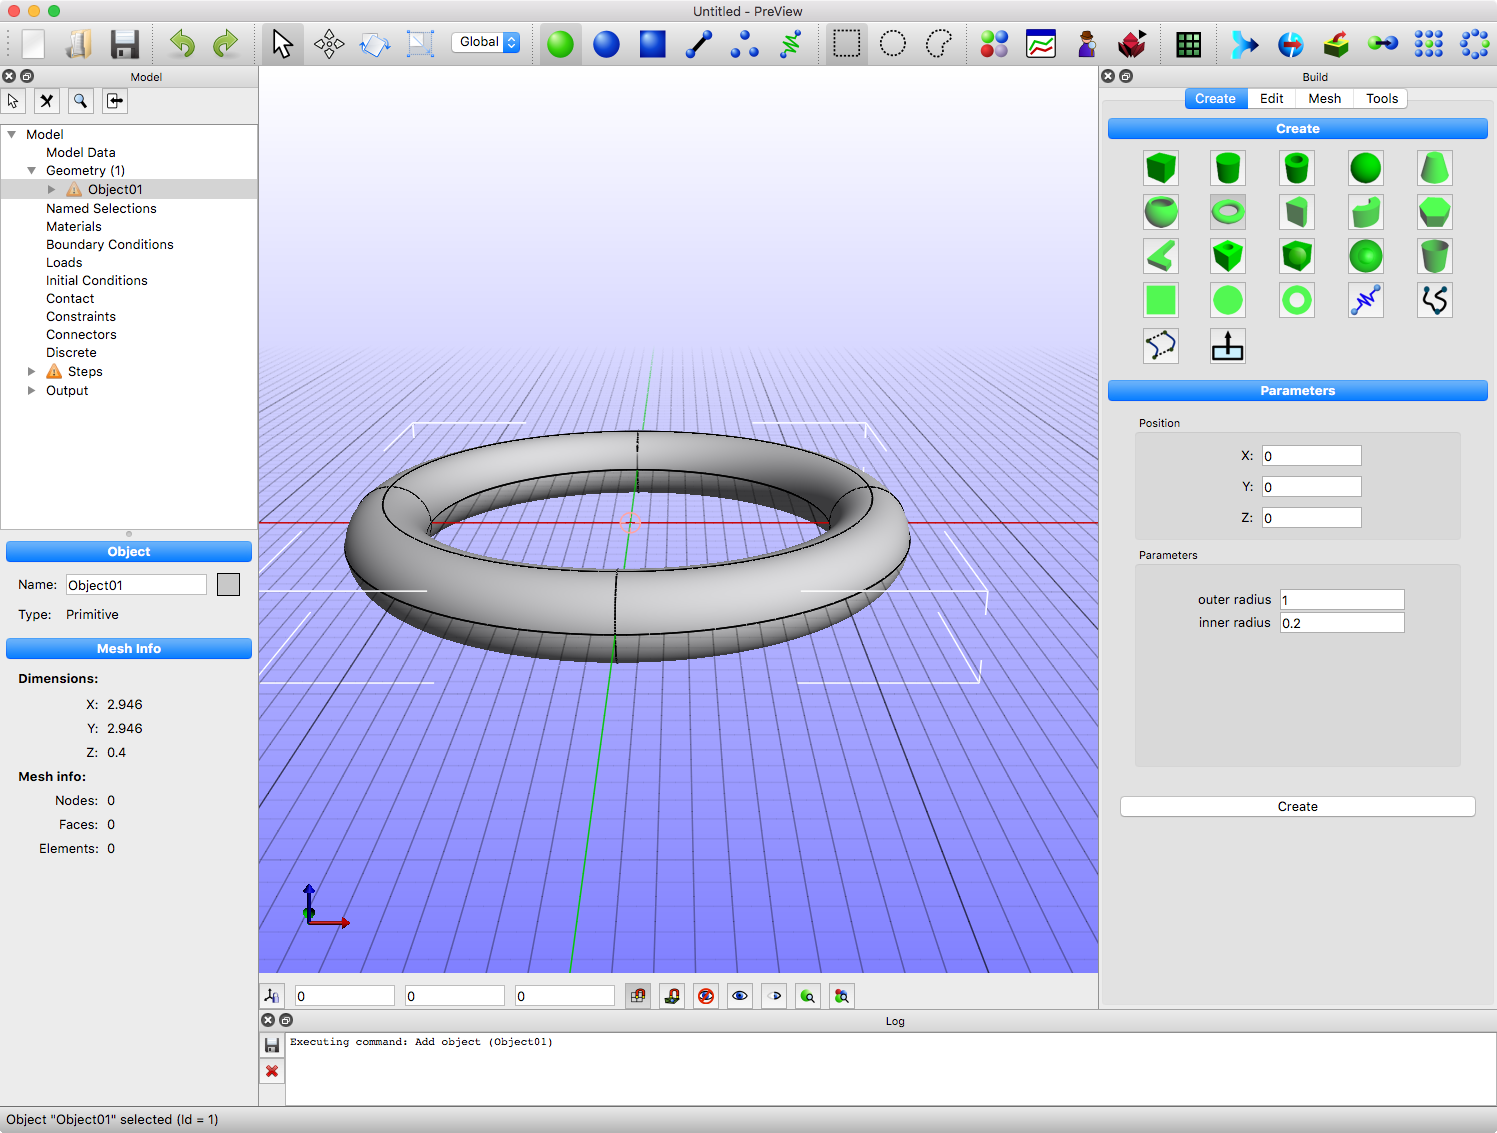 Untitled - PreView
Global
Model
Model
Model Data
Geometry (1)
Object01
Named Selections
Materials
Boundary Conditions
Loads
Initial Conditions
Contact
Constraints
Connectors
Discrete
Steps
Output
Object
Name: Object01
Type: Primitive
Mesh Info
Dimensions:
X: 2.946
Y: 2.946
Z: 0.4
Mesh info:
Nodes: 0
Faces: 0
Elements: 0
0 0 0
Log
Executing command: Add object (Object01)
Build
Create Edit Mesh Tools
Create
Parameters
Position
X: 0
Y: 0
Z: 0
Parameters
outer radius 1
inner radius 0.2
Create
Object "Object01" selected (Id = 1)